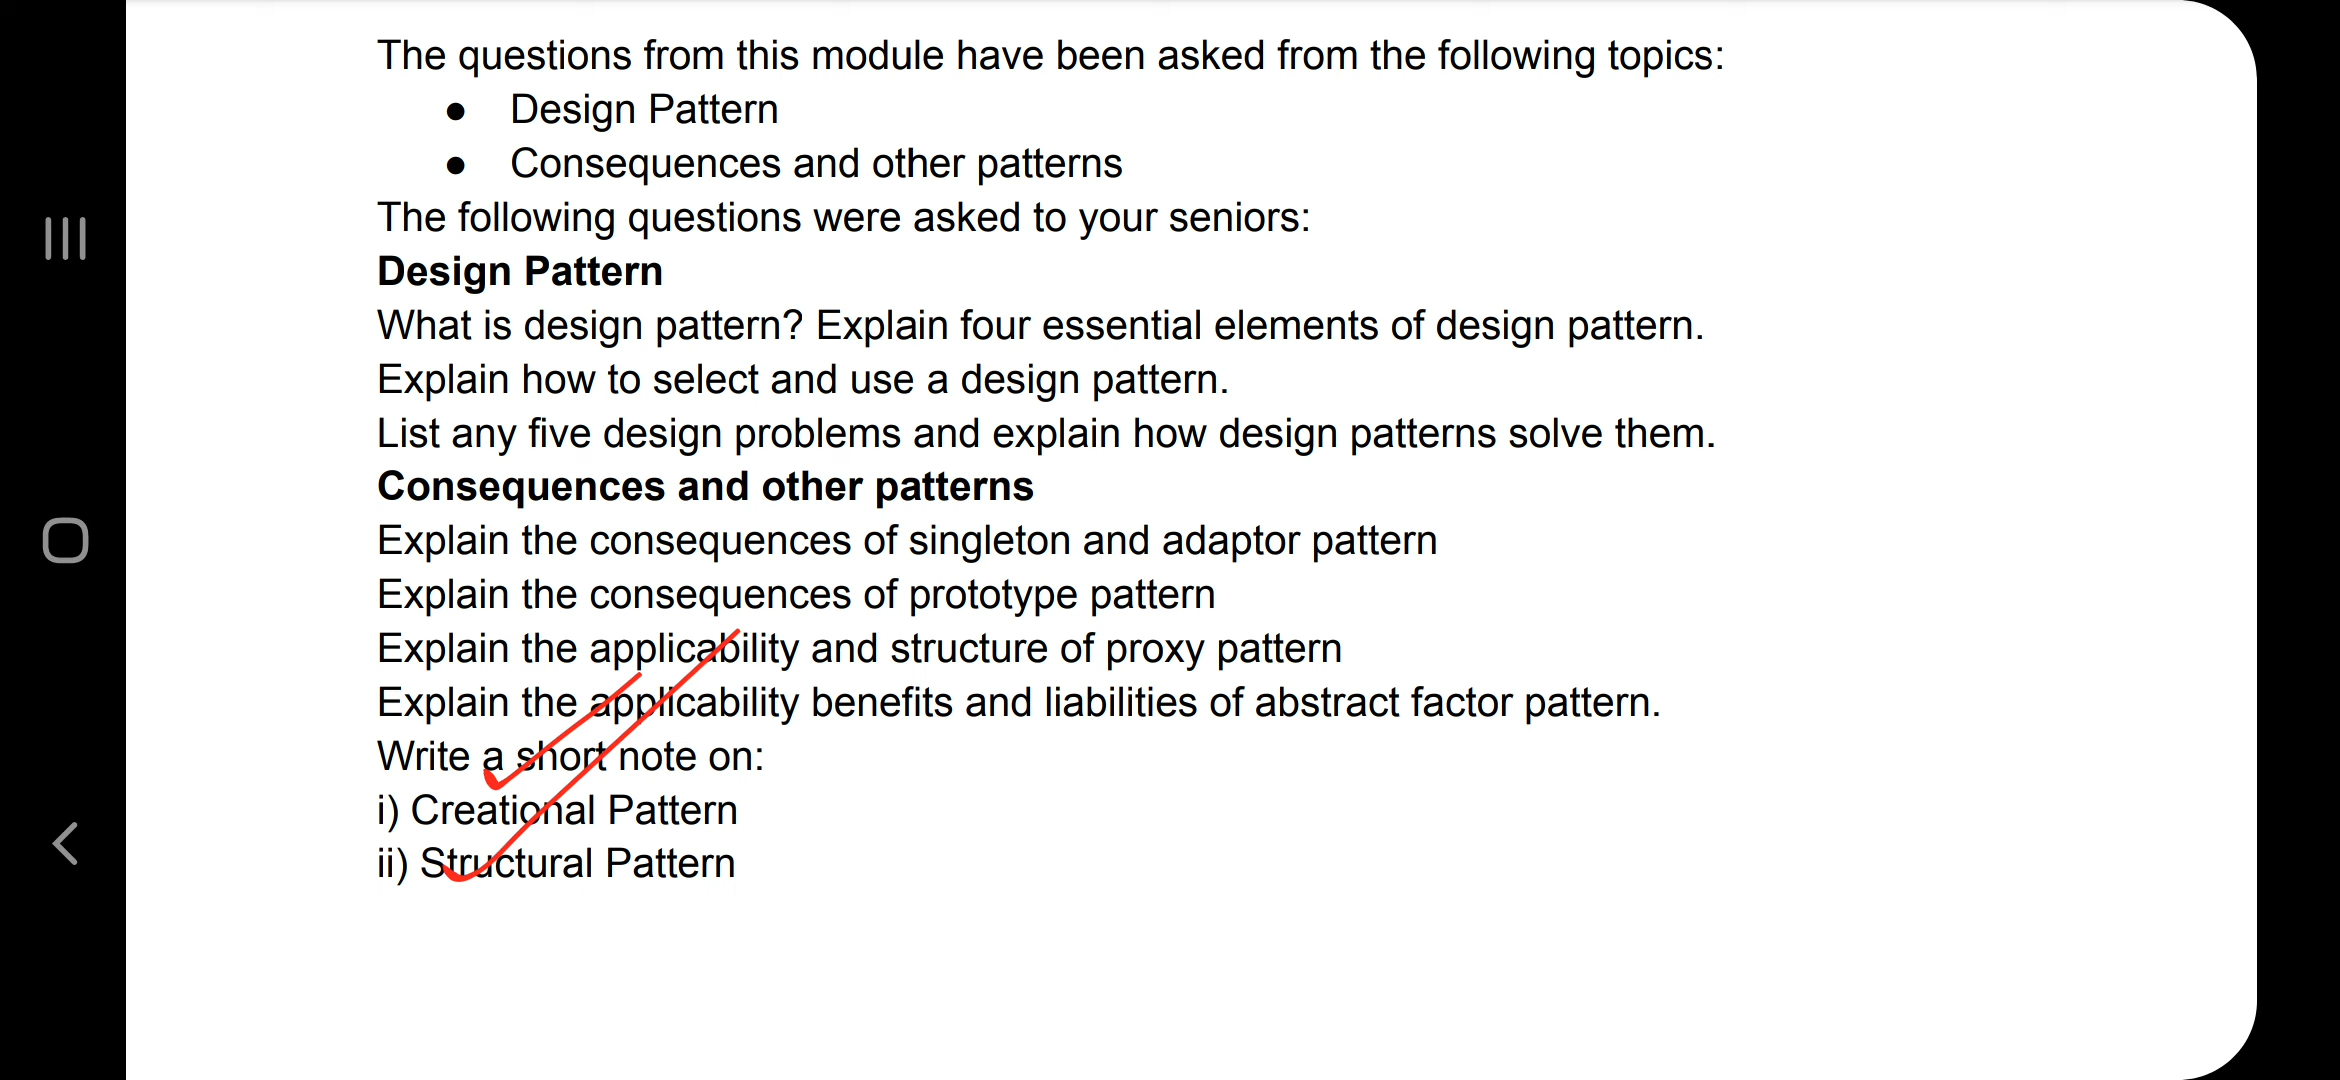 The questions from this module have been asked from the following topics:
● Design Pattern
● Consequences and other patterns
The following questions were asked to your seniors:
Design Pattern
What is design pattern? Explain four essential elements of design pattern.
Explain how to select and use a design pattern.
List any five design problems and explain how design patterns solve them.
Consequences and other patterns
Explain the consequences of singleton and adaptor pattern
Explain the consequences of prototype pattern
Explain the applicability and structure of proxy pattern
Explain the applicability benefits and liabilities of abstract factor pattern.
Write a short note on:
i) Creational Pattern
ii) Structural Pattern